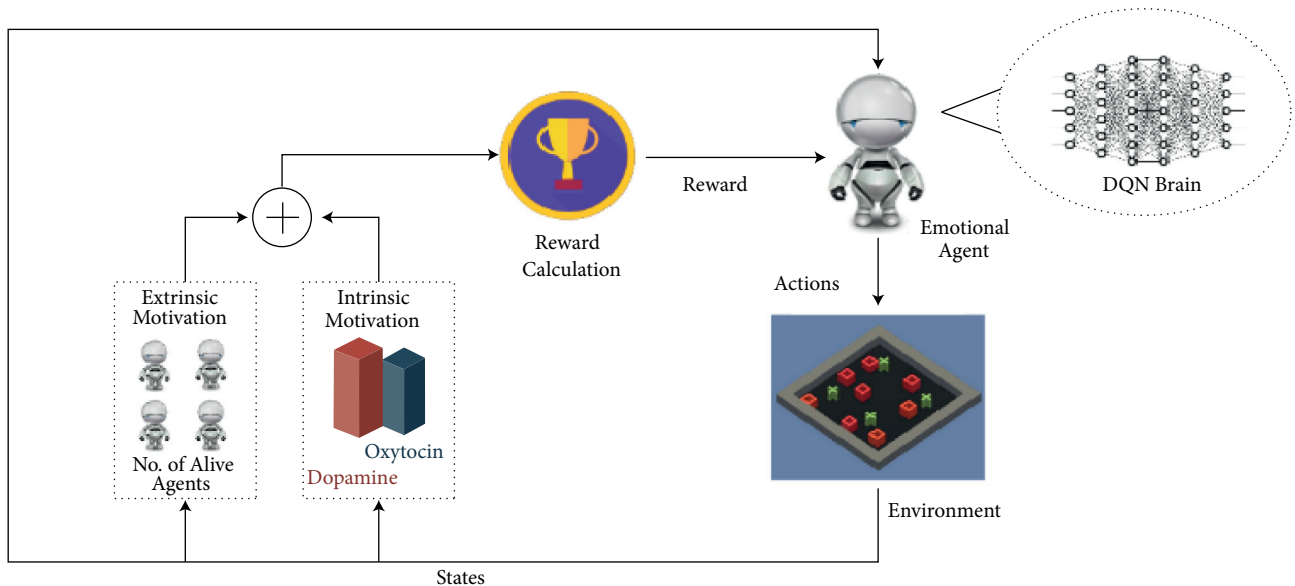 DQN Brain
Reward
Emotional
Agent
Reward
Calculation
Actions
Extrinsic
Motivation
Intrinsic
Motivation
Oxytocin
Dopamine
No. of Alive
Agents
Environment
States